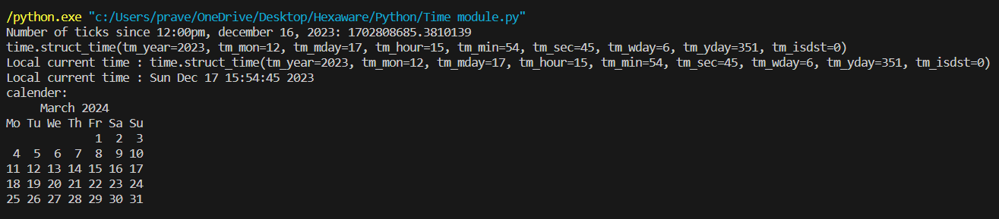 /python.exe "c:/Users/prave/OneDrive/Desktop/Hexaware/Python/Time module.py"
Number of ticks since 12:00pm, december 16, 2023: 1702808685.3810139
time.struct_time(tm_year=2023, tm_mon=12, tm_mday=17, tm_hour=15, tm_min=54, tm_sec=45, tm_wday=6, tm_yday=351, tm_isdst=0)
Local current time : time.struct_time(tm_year=2023, tm_mon=12, tm_mday=17, tm_hour=15, tm_min=54, tm_sec=45, tm_wday=6, tm_yday=351, tm_isdst=0)
Local current time : Sun Dec 17 15:54:45 2023
calender:
     March 2024
Mo Tu We Th Fr Sa Su
             1  2  3
 4  5  6  7  8  9 10
11 12 13 14 15 16 17
18 19 20 21 22 23 24
25 26 27 28 29 30 31